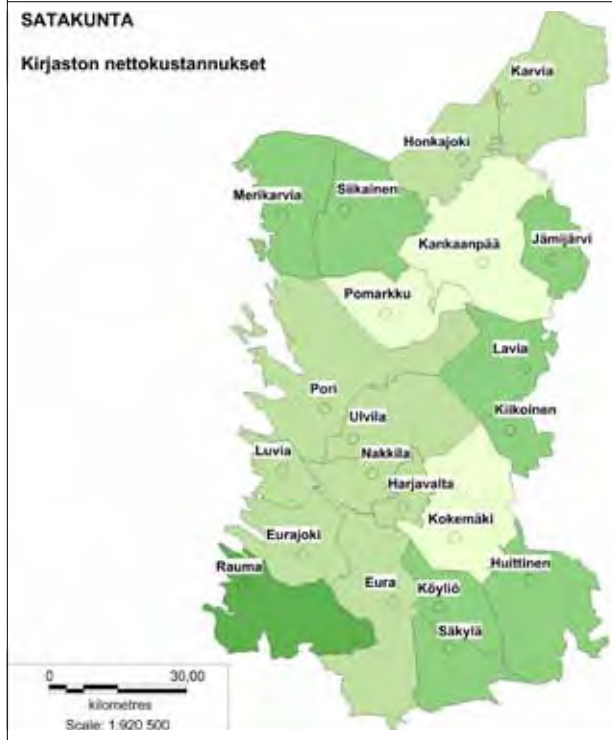 SATAKUNTA
Kirjaston nettokustannukset
Karvia
Honkajoki
Merikarvia
Siikainen
Kankaanpää
Jämijärvi
Pomarkku
Lavia
Pori
Kiikoinen
Ulvila
Luvia
Nakkila
Harjavalta
Kokemäki
Eurajoki
Rauma
Huittinen
Eura
Köyliö
Säkylä
0 30,00
kilometres
Scale: 1:920 500